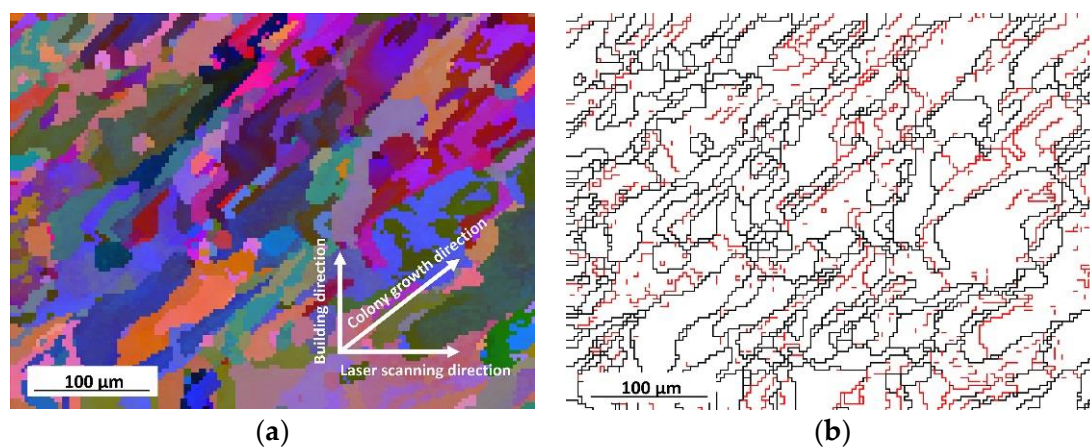 Building direction
Colony growth direction
Laser scanning direction
100 µm
100 µm
(a)
(b)